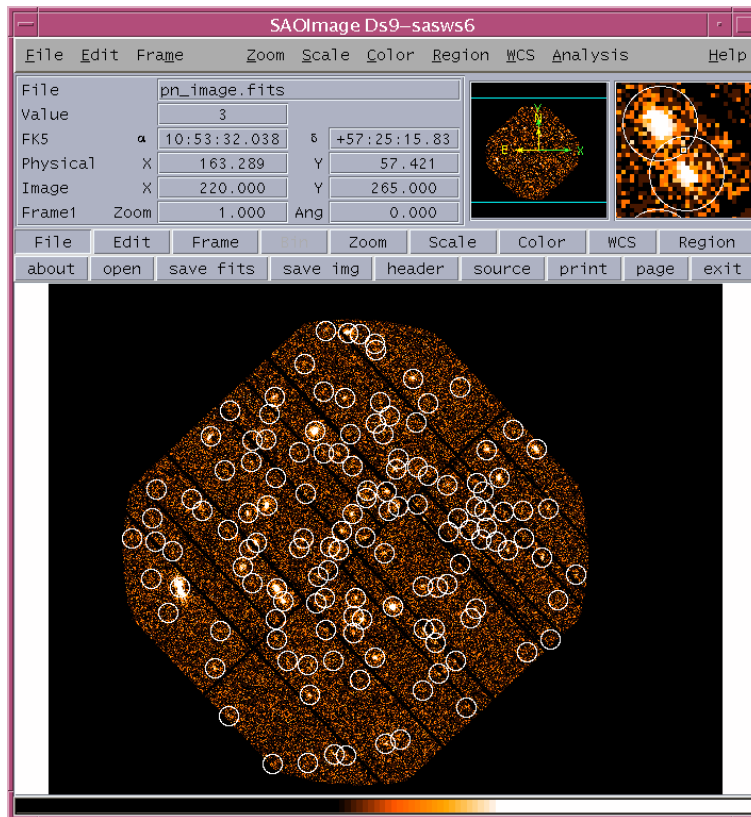 SAOImage Ds9-sasws6
File Edit Frame Zoom Scale Color Region WCS Analysis Help
File pn_image.fits
Value 3
FK5 α 10:53:32.038 δ +57:25:15.83
Physical X 163.289 Y 57.421
Image X 220.000 Y 265.000
Frame1 Zoom 1.000 Ang 0.000
Y
N
E X
File Edit Frame Bin Zoom Scale Color WCS Region
about open save fits save img header source print page exit